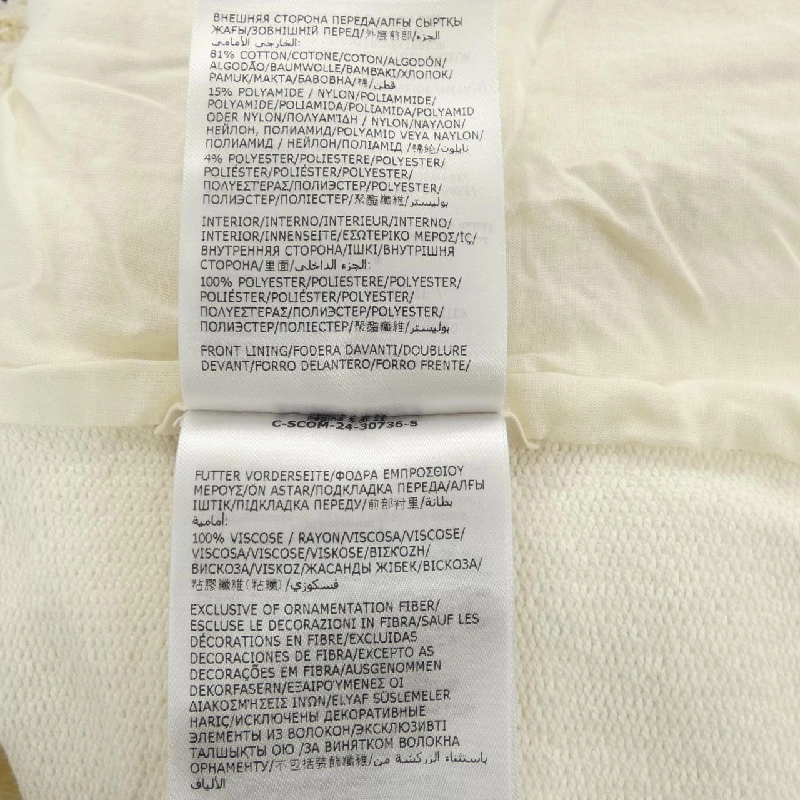 ВНЕШНЯЯ СТОРОНА ПЕРЕДА/АЛҒЫ СЫРТҚЫ
ЖАҒЫ/ЗОВНІШНІЙ ПЕРЕД/外層前部/الجزء
الخارجي الأمامي:
81% COTTON/COTONE/COTON/ALGODÓN/
ALGODÃO/BAUMWOLLE/ΒΑΜΒΑΚΙ/ХЛОПОК/
PAMUK/МАҚТА/БАВОВНА/棉/قطن
15% POLYAMIDE / NYLON/POLIAMMIDE/
POLYAMIDE/POLIAMIDA/POLIAMIDA/POLYAMID
ODER NYLON/ΠΟΛΥΑΜΙΔΗ / NYLON/NAYΛON/
НЕЙЛОН, ПОЛИАМИД/POLYAMID VEYA NAYLON/
ПОЛИАМИД / НЕЙЛОН/ПОЛІАМІД /錦綸/نايلون
4% POLYESTER/POLIESTERE/POLYESTER/
POLIÉSTER/POLIÉSTER/POLYESTER/
ΠΟΛΥΕΣΤΕΡΑΣ/ПОЛИЭСТЕР/POLYESTER/
ПОЛИЭСТЕР/ПОЛІЕСТЕР/聚酯纖維/بوليستر
INTERIOR/INTERNO/INTERIEUR/INTERNO/
INTERIOR/INNENSEITE/ΕΣΩΤΕΡΙΚΟ ΜΕΡΟΣ/İÇ/
ВНУТРЕННЯЯ СТОРОНА/ІШКІ/ВНУТРІШНЯ
СТОРОНА/里面/الجزء الداخلي:
100% POLYESTER/POLIESTERE/POLYESTER/
POLIÉSTER/POLIÉSTER/POLYESTER/
ΠΟΛΥΕΣΤΕΡΑΣ/ПОЛИЭСТЕР/POLYESTER/
ПОЛИЭСТЕР/ПОЛІЕСТЕР/聚酯纖維/بوليستر
FRONT LINING/FODERA DAVANTI/DOUBLURE
DEVANT/FORRO DELANTERO/FORRO FRENTE/
C-SCOM-24-30736-S
FUTTER VORDERSEITE/ΦΟΔΡΑ ΕΜΠΡΟΣΘΙΟΥ
ΜΕΡΟΥΣ/ÖN ASTAR/ПОДКЛАДКА ПЕРЕДА/АЛҒЫ
ІШТІК/ПІДКЛАДКА ПЕРЕДУ/前部衬里/بطانة
أمامية:
100% VISCOSE / RAYON/VISCOSA/VISCOSE/
VISCOSA/VISCOSE/VISKOSE/ΒΙΣΚΟΖΗ/
ВИСКОЗА/VISKOZ/ЖАСАНДЫ ЖІБЕК/ВІСКОЗА/
粘膠纖維(粘纖)/فسكوزي
EXCLUSIVE OF ORNAMENTATION FIBER/
ESCLUSE LE DECORAZIONI IN FIBRA/SAUF LES
DÉCORATIONS EN FIBRE/EXCLUIDAS
DECORACIONES DE FIBRA/EXCEPTO AS
DECORAÇÕES EM FIBRA/AUSGENOMMEN
DEKORFASERN/ΕΞΑΙΡΟΥΜΕΝΕΣ ΟΙ
ΔΙΑΚΟΣΜΉΣΕΙΣ ΙΝΏΝ/ELYAF SÜSLEMELER
HARİÇ/ИСКЛЮЧЕНЫ ДЕКОРАТИВНЫЕ
ЭЛЕМЕНТЫ ИЗ ВОЛОКОН/ЭКСКЛЮЗИВТІ
ТАЛШЫҚТЫ ОЮ /ЗА ВИНЯТКОМ ВОЛОКНА
ОРНАМЕНТУ/不包括装飾纖維/باستثناء الزركشة من
الألياف